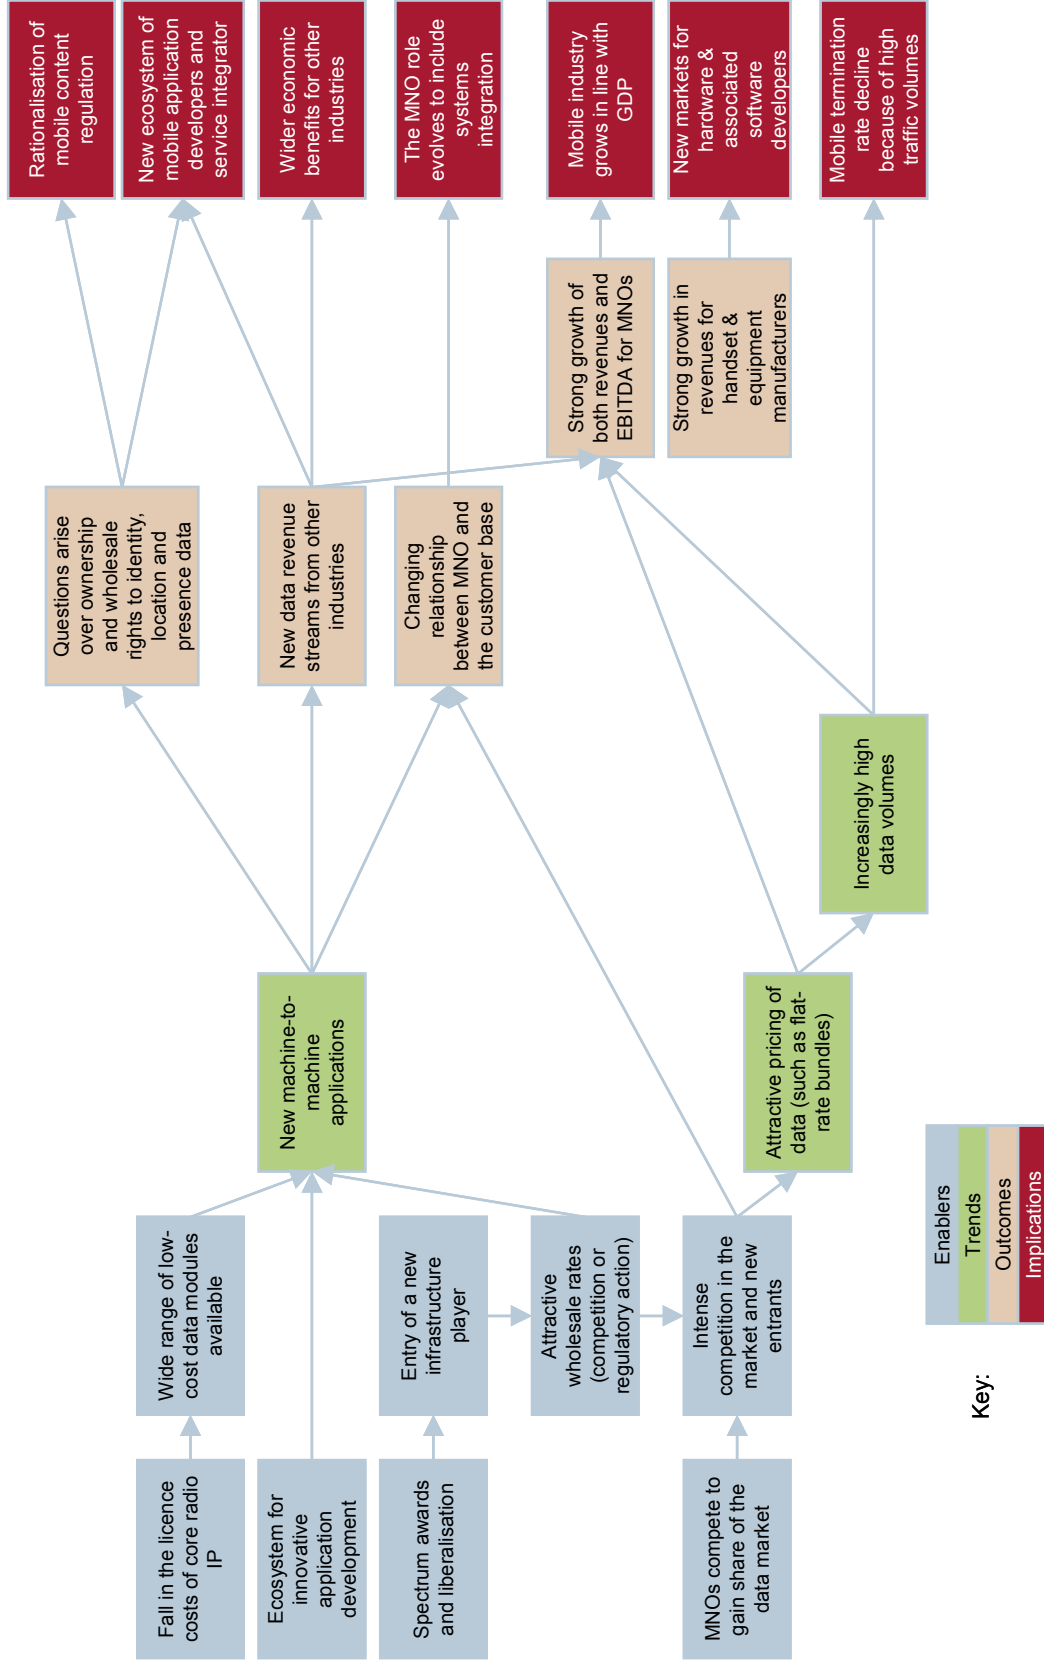 Fall in the licence
costs of core radio
IP
Ecosystem for
innovative
application
development
Spectrum awards
and liberalisation
MNOs compete to
gain share of the
data market
Wide range of low-
cost data modules
available
Entry of a new
infrastructure
player
Attractive
wholesale rates
(competition or
regulatory action)
Intense
competition in the
market and new
entrants
New machine-to-
machine
applications
Attractive pricing of
data (such as flat-
rate bundles)
Increasingly high
data volumes
Questions arise
over ownership
and wholesale
rights to identity,
location and
presence data
New data revenue
streams from other
industries
Changing
relationship
between MNO and
the customer base
Strong growth of
both revenues and
EBITDA for MNOs
Strong growth in
revenues for
handset &
equipment
manufacturers
Rationalisation of
mobile content
regulation
New ecosystem of
mobile application
developers and
service integrator
Wider economic
benefits for other
industries
The MNO role
evolves to include
systems
integration
Mobile industry
grows in line with
GDP
New markets for
hardware &
associated
software
developers
Mobile termination
rate decline
because of high
traffic volumes
Key:
Enablers
Trends
Outcomes
Implications